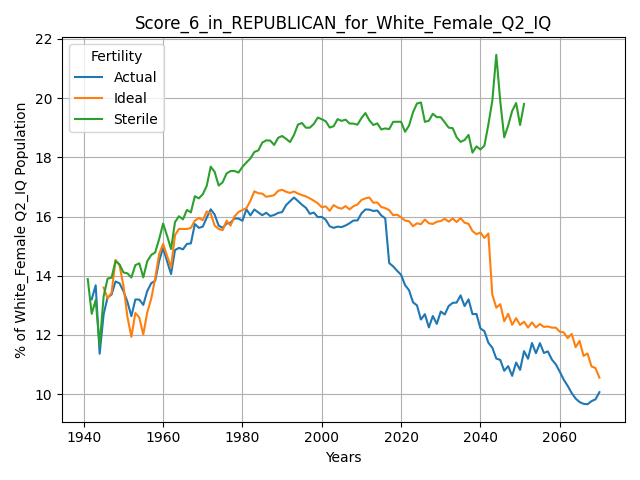 Score_6_in_REPUBLICAN_for_White_Female_Q2_IQ
22
20
18
16
14
12
10
% of White_Female Q2_IQ Population
Fertility
Actual
Ideal
Sterile
1940
1960
1980
2000
2020
2040
2060
Years